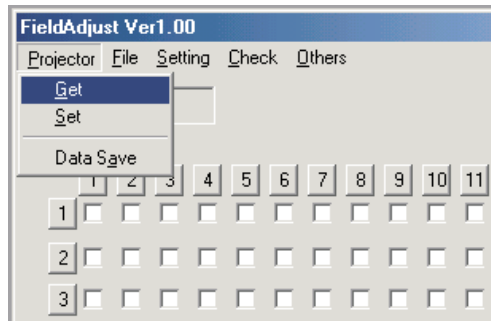 FieldAdjust Ver1.00
Projector File Setting Check Others
Get
Set
Data Save
1 2 3 4 5 6 7 8 9 10 11
1
2
3